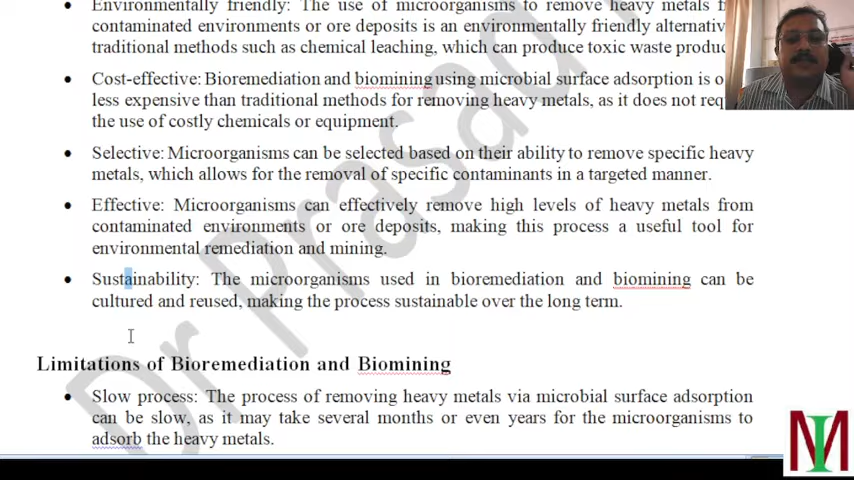 Environmentally friendly: The use of microorganisms to remove heavy metals
contaminated environments or ore deposits is an environmentally friendly
traditional methods such as chemical leaching, which can produce toxic waste
Cost-effective: Bioremediation and biomining using microbial surface adsorption is
less expensive than traditional methods for removing heavy metals, as it does not
the use of costly chemicals or equipment.
Selective: Microorganisms can be selected based on their ability to remove specific heavy
metals, which allows for the removal of specific contaminants in a targeted manner.
Effective: Microorganisms can effectively remove high levels of heavy metals from
contaminated environments or ore deposits, making this process a useful tool for
environmental remediation and mining.
Sustainability: The microorganisms used in bioremediation and biomining can be
cultured and reused, making the process sustainable over the long term.
Limitations of Bioremediation and Biomining
Slow process: The process of removing heavy metals via microbial surface adsorption
can be slow, as it may take several months or even years for the microorganisms to
adsorb the heavy metals.
Dr Prasad
MI